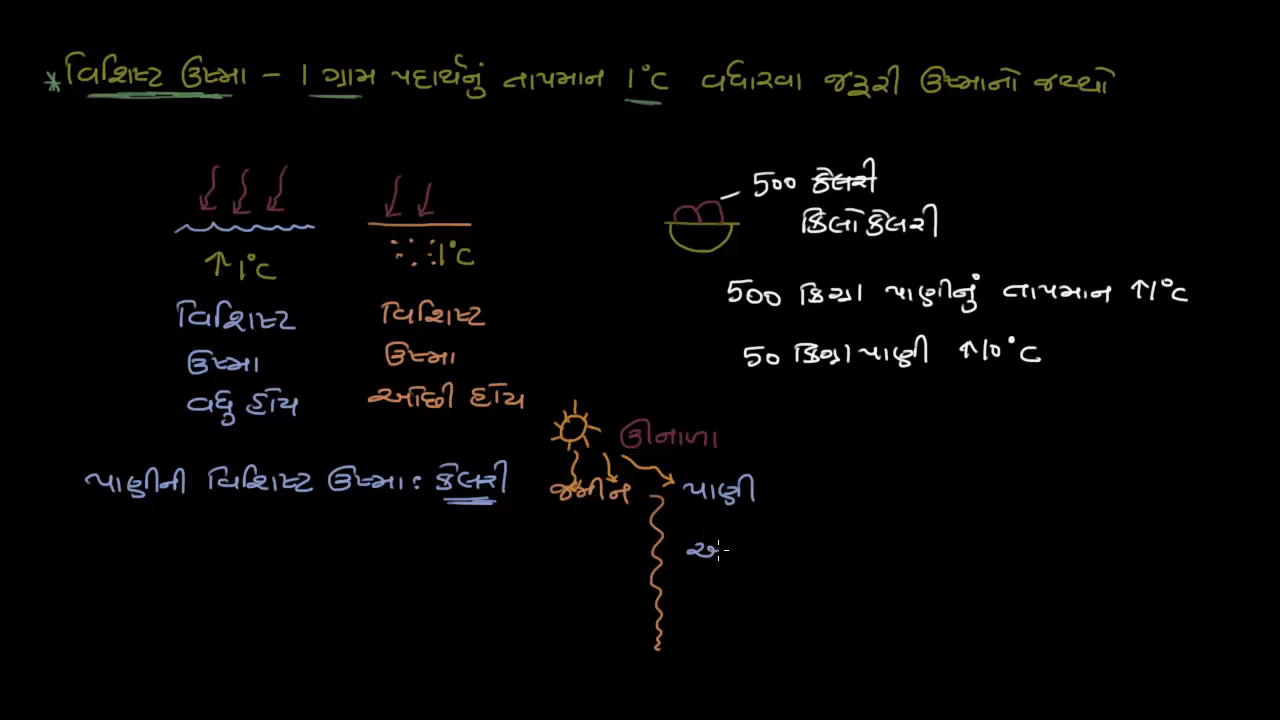 * વિશિષ્ટ ઉષ્મા - 1 ગ્રામ પદાર્થનું તાપમાન 1°C વધારવા જરૂરી ઉષ્માનો જથ્થો
↑1°C
1°C
વિશિષ્ટ ઉષ્મા વધુ હોય
વિશિષ્ટ ઉષ્મા ઓછી હોય
500 કેલરી
કિલોકેલરી
500 કિગ્રા પાણીનું તાપમાન ↑1°C
50 કિગ્રા પાણી ↑10°C
ઊનાળા
પાણીની વિશિષ્ટ ઉષ્મા : કેલરી
જમીન
પાણી